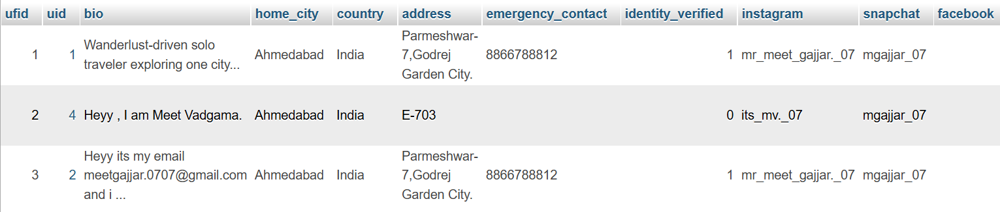 ufid uid bio home_city country address emergency_contact identity_verified instagram snapchat facebook
1 1 Wanderlust-driven solo traveler exploring one city... Ahmedabad India Parmeshwar-7,Godrej Garden City. 8866788812 1 mr_meet_gajjar._07 mgajjar_07
2 4 Heyy , I am Meet Vadgama. Ahmedabad India E-703 0 its_mv._07 mgajjar_07
3 2 Heyy its my email meetgajjar.0707@gmail.com and i ... Ahmedabad India Parmeshwar-7,Godrej Garden City. 8866788812 1 mr_meet_gajjar._07 mgajjar_07